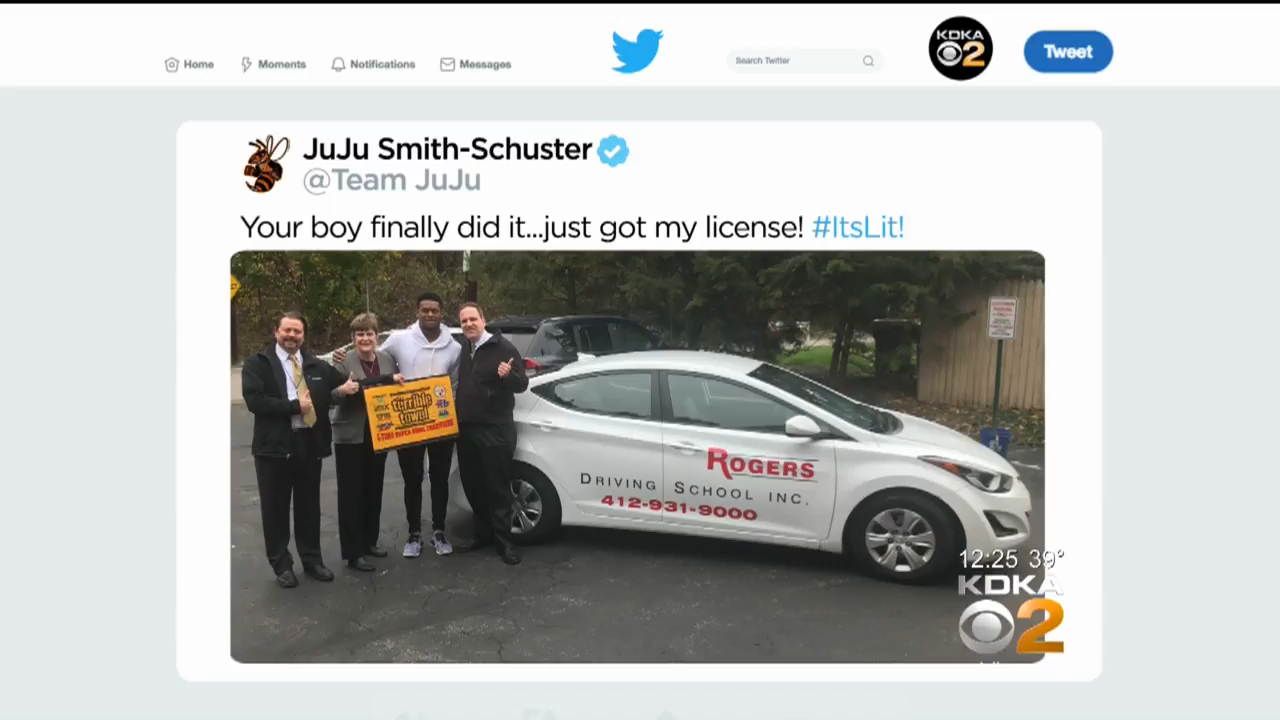 Home
Moments
Notifications
Messages
Search Twitter
KDKA
2
Tweet
JuJu Smith-Schuster
@Team JuJu
Your boy finally did it...just got my license! #ItsLit!
terrible
towel
ROGERS
DRIVING SCHOOL INC.
412-931-9000
12:25 39°
KDKA
2